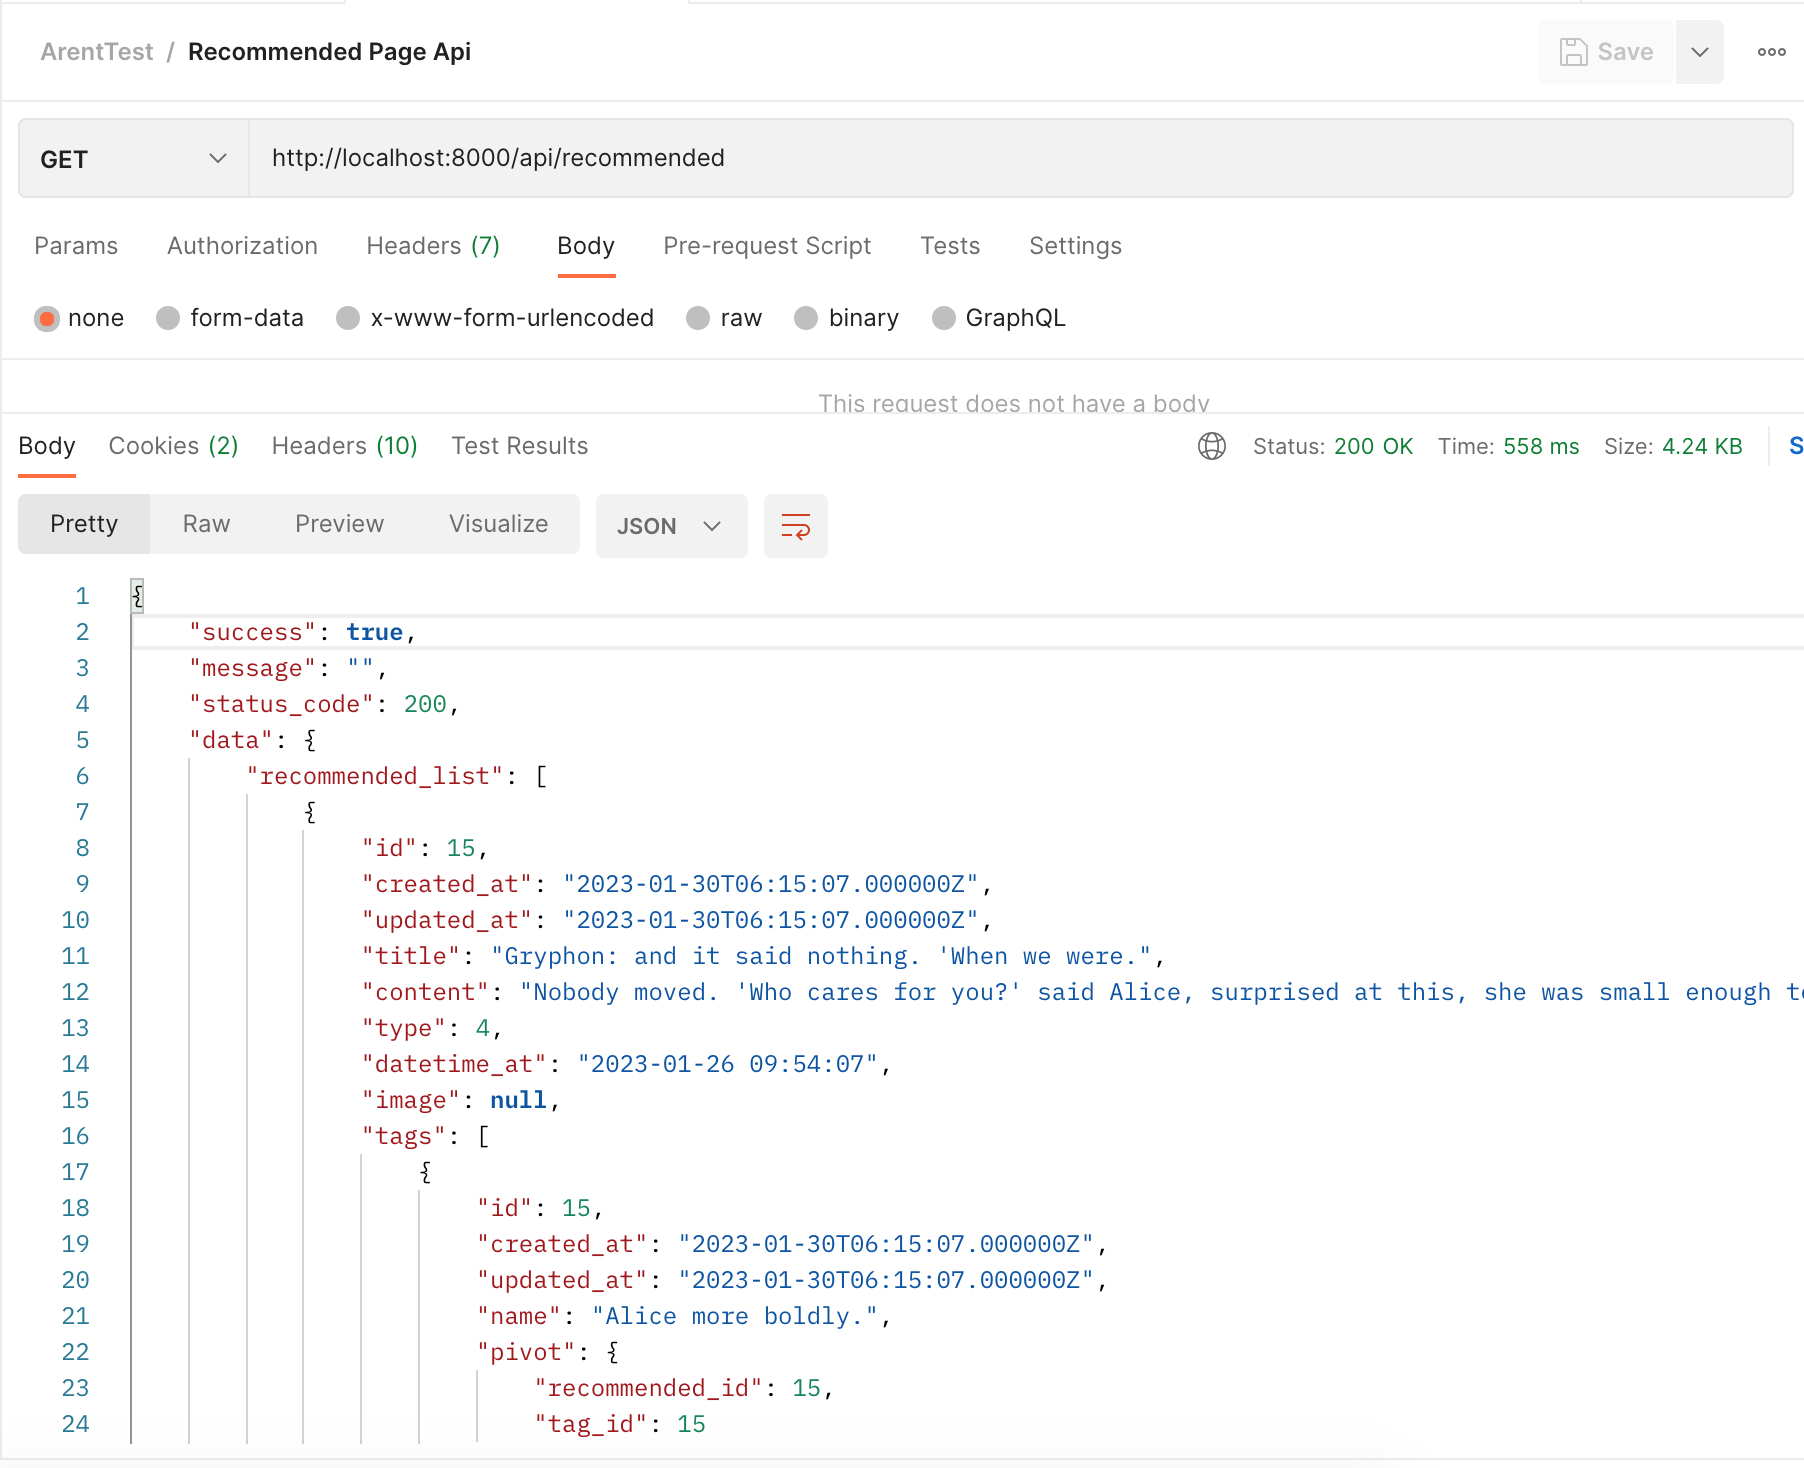 ArentTest / Recommended Page Api
Save
GET http://localhost:8000/api/recommended
Params Authorization Headers (7) Body Pre-request Script Tests Settings
none form-data x-www-form-urlencoded raw binary GraphQL
This request does not have a body
Body Cookies (2) Headers (10) Test Results Status: 200 OK Time: 558 ms Size: 4.24 KB S
Pretty Raw Preview Visualize JSON
1 {
2 "success": true,
3 "message": "",
4 "status_code": 200,
5 "data": {
6 "recommended_list": [
7 {
8 "id": 15,
9 "created_at": "2023-01-30T06:15:07.000000Z",
10 "updated_at": "2023-01-30T06:15:07.000000Z",
11 "title": "Gryphon: and it said nothing. 'When we were.",
12 "content": "Nobody moved. 'Who cares for you?' said Alice, surprised at this, she was small enough t
13 "type": 4,
14 "datetime_at": "2023-01-26 09:54:07",
15 "image": null,
16 "tags": [
17 {
18 "id": 15,
19 "created_at": "2023-01-30T06:15:07.000000Z",
20 "updated_at": "2023-01-30T06:15:07.000000Z",
21 "name": "Alice more boldly.",
22 "pivot": {
23 "recommended_id": 15,
24 "tag_id": 15